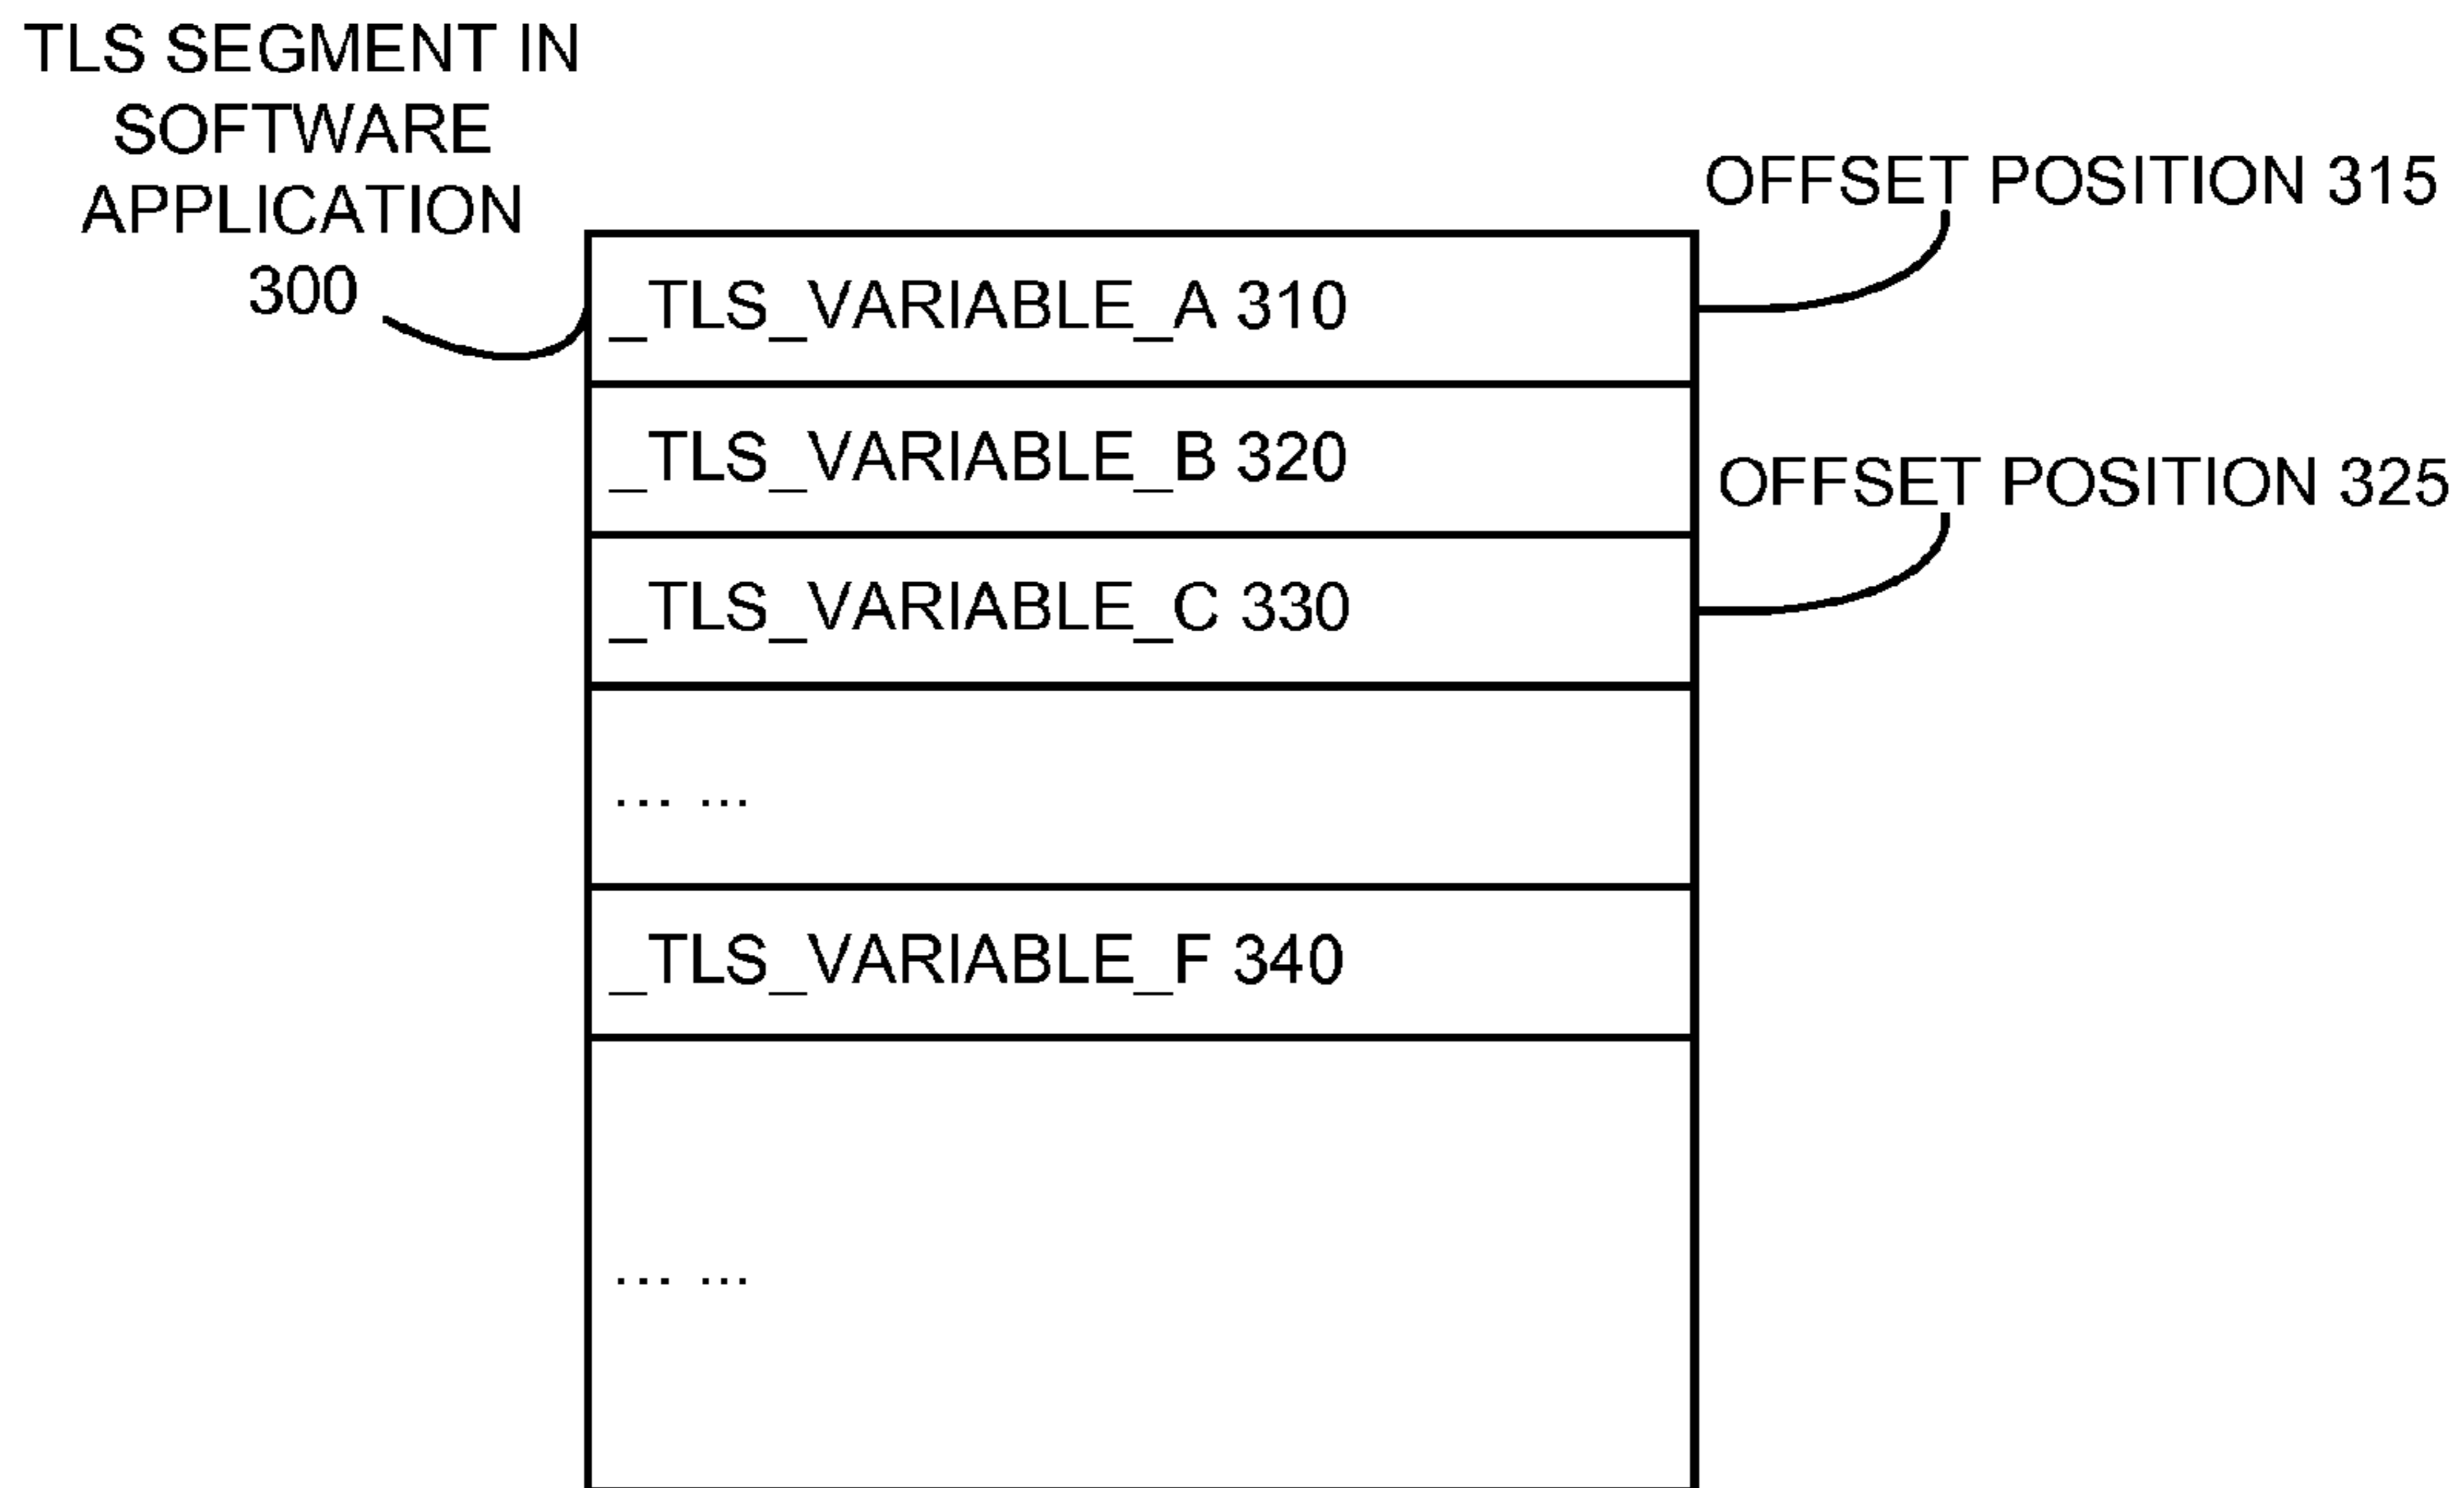 TLS SEGMENT IN
SOFTWARE
APPLICATION
300
OFFSET POSITION 315
_TLS_VARIABLE_A 310
_TLS_VARIABLE_B 320
OFFSET POSITION 325
_TLS_VARIABLE_C 330
... ...
_TLS_VARIABLE_F 340
... ...